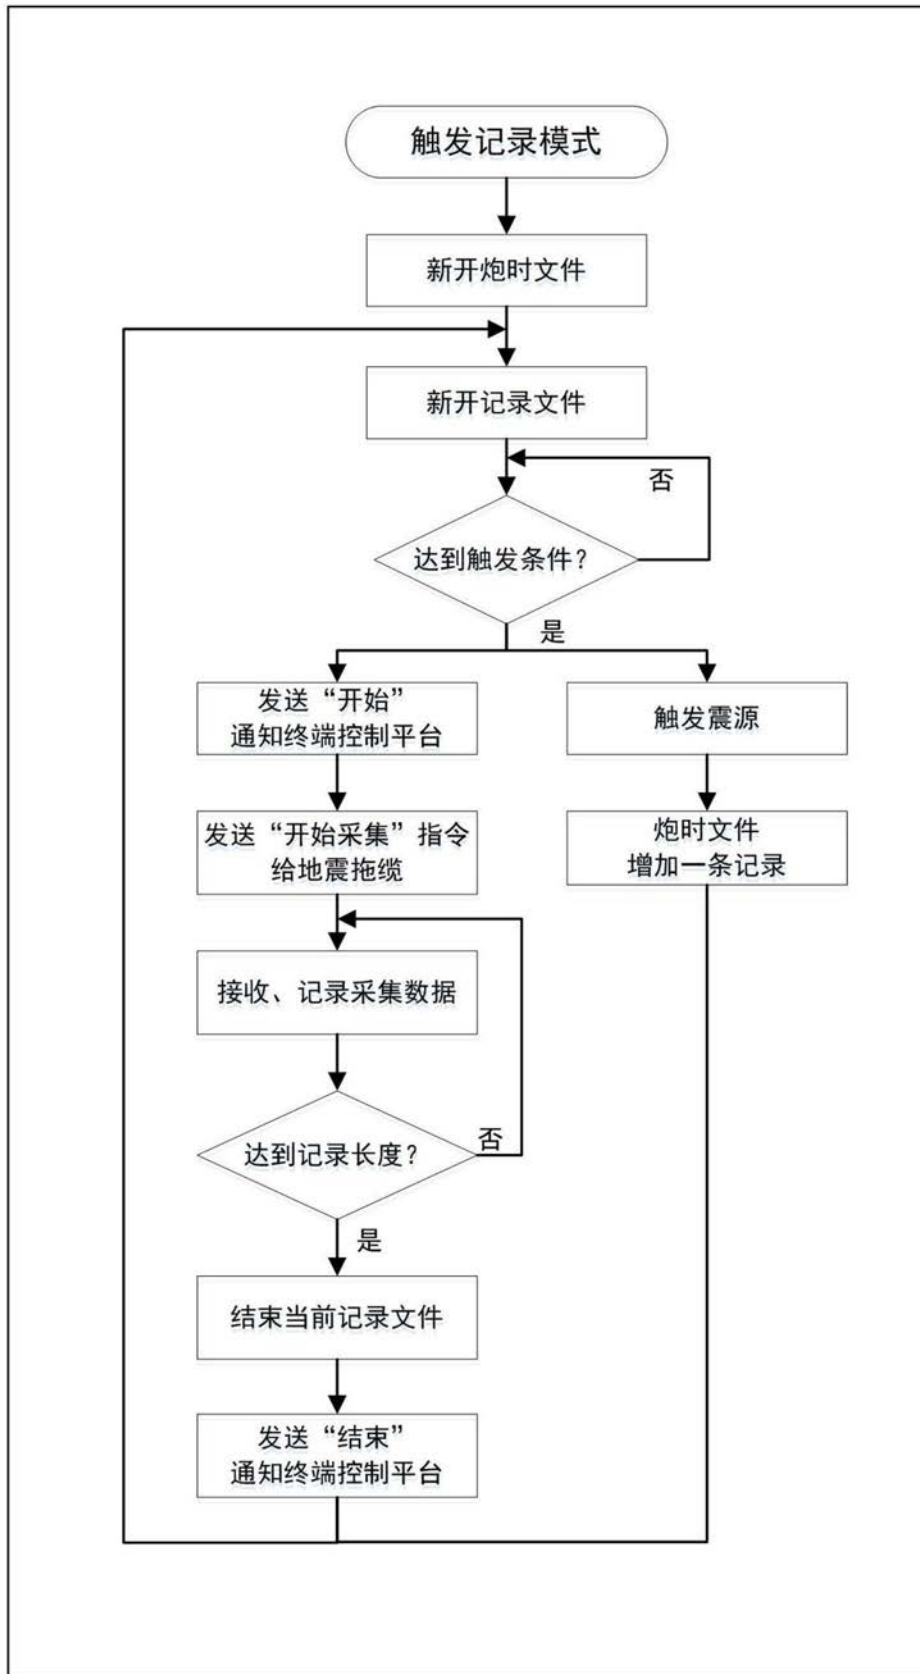 触发记录模式
新开炮时文件
新开记录文件
否
达到触发条件？
是
发送“开始”
通知终端控制平台
触发震源
发送“开始采集”指令
给地震拖缆
炮时文件
增加一条记录
接收、记录采集数据
达到记录长度？
否
是
结束当前记录文件
发送“结束”
通知终端控制平台